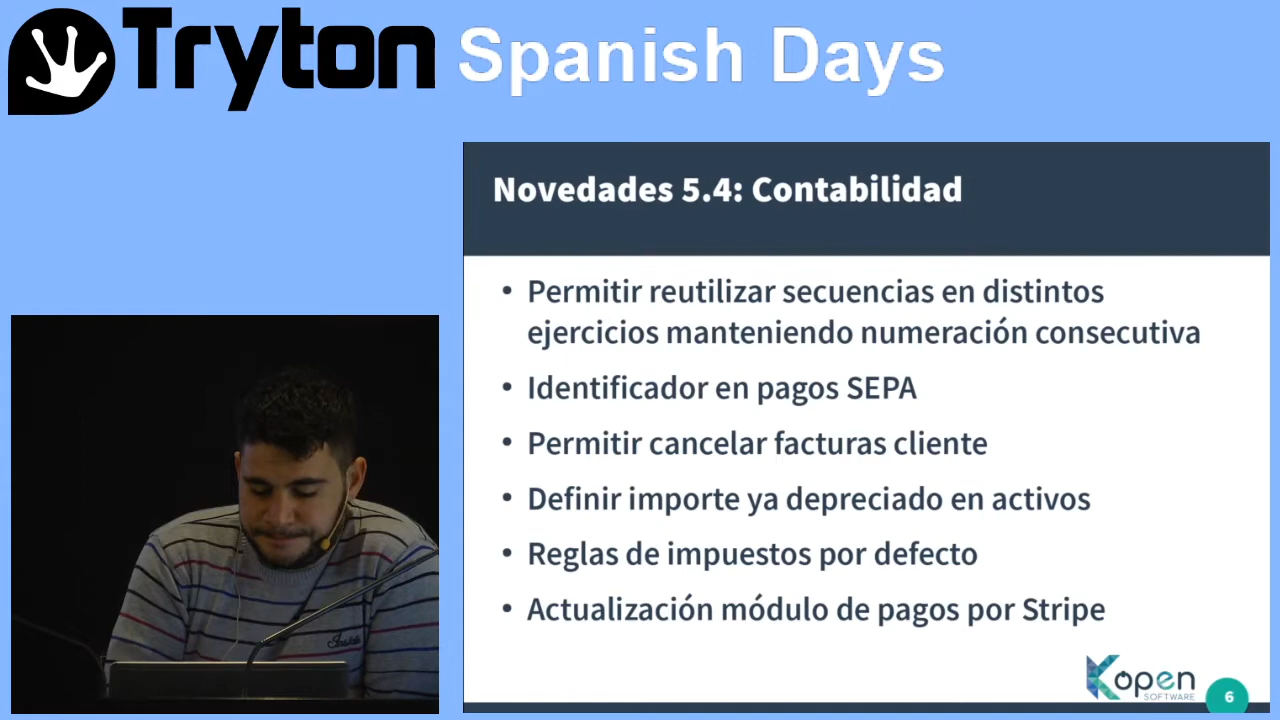 Tryton Spanish Days
Novedades 5.4: Contabilidad
• Permitir reutilizar secuencias en distintos
ejercicios manteniendo numeración consecutiva
• Identificador en pagos SEPA
• Permitir cancelar facturas cliente
• Definir importe ya depreciado en activos
• Reglas de impuestos por defecto
• Actualización módulo de pagos por Stripe
Kopen
SOFTWARE
6